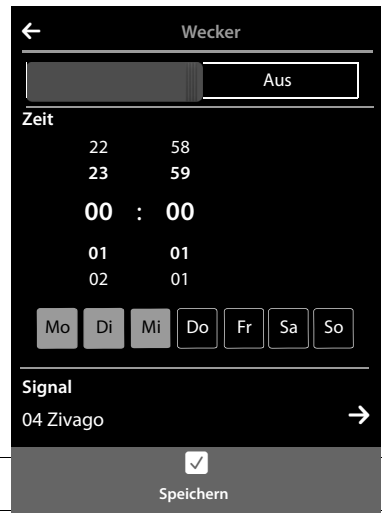 Wecker
Aus
Zeit
22 58
23 59
00 : 00
01 01
02 01
Mo Di Mi Do Fr Sa So
Signal
04 Zivago
Speichern